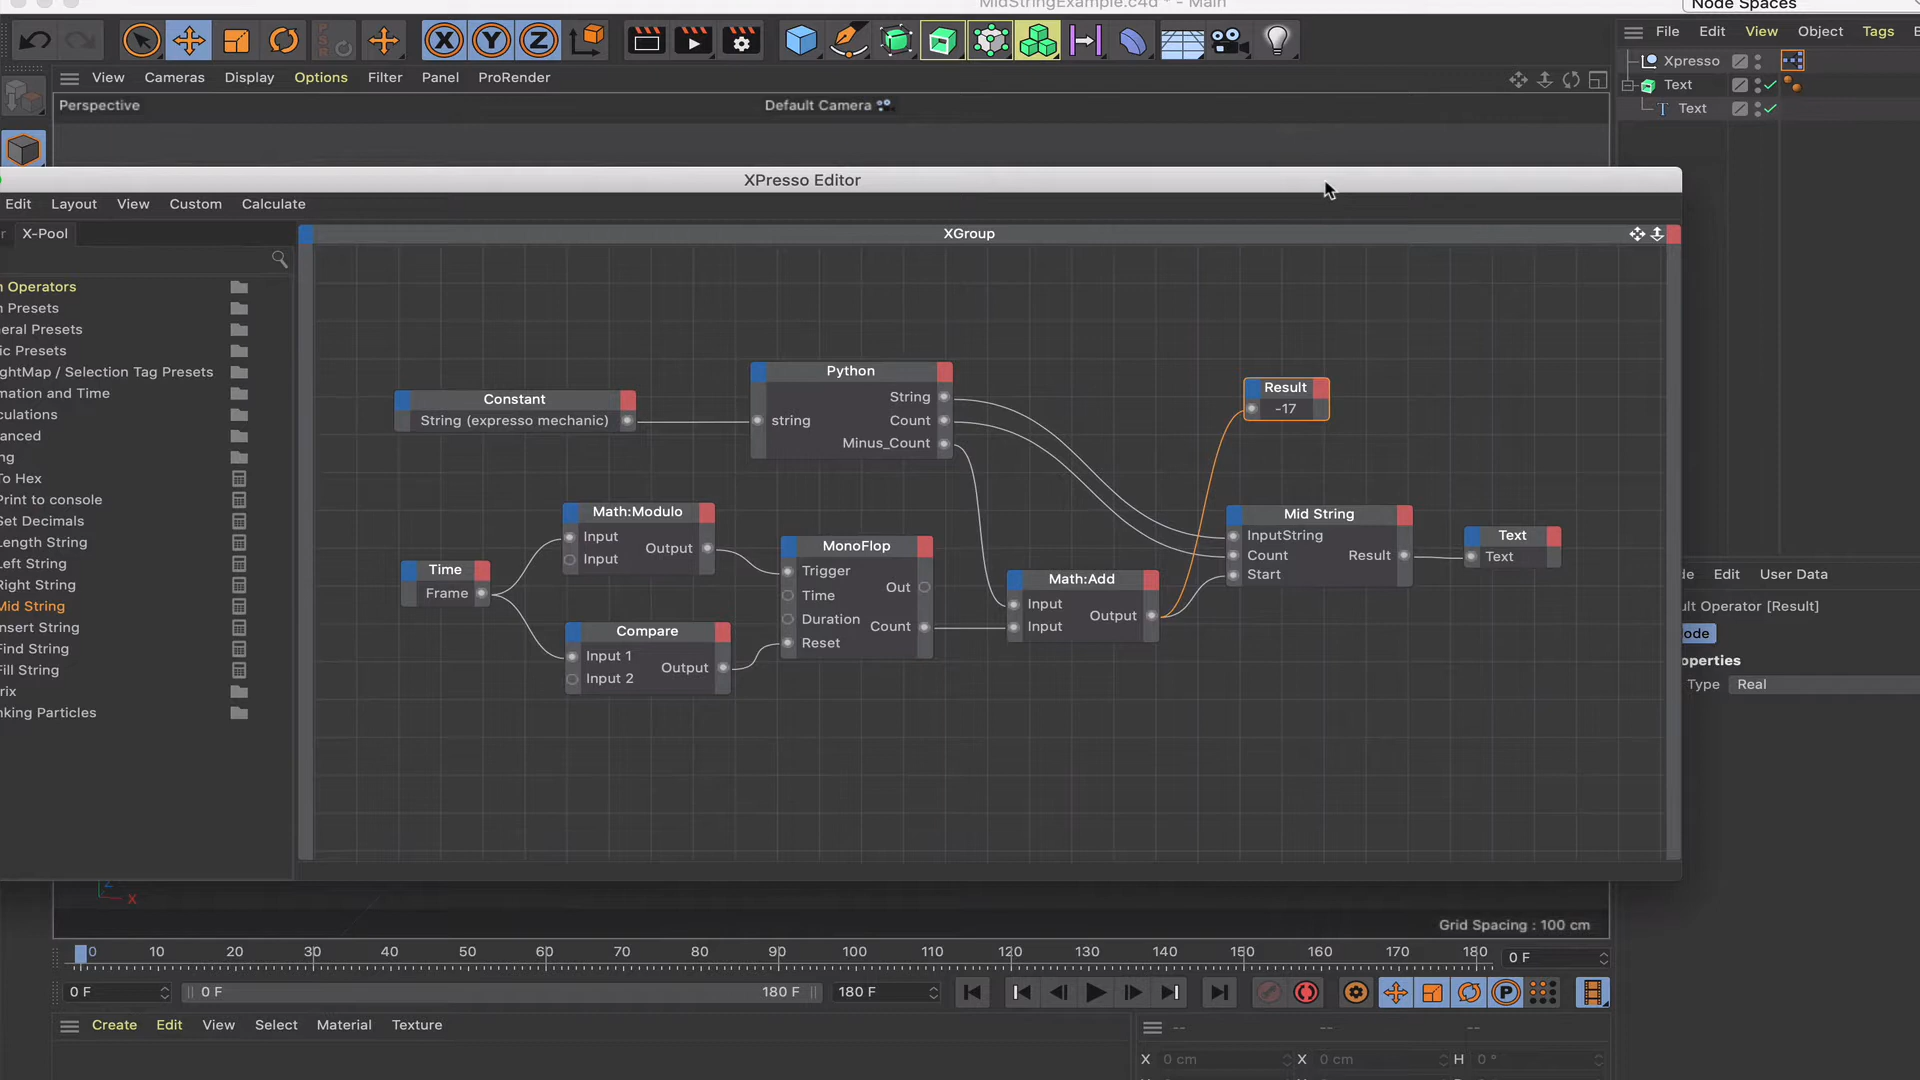 MidStringExample.c4d * - Main
Node Spaces
File Edit View Object Tags
View Cameras Display Options Filter Panel ProRender
Xpresso
Text
Text
Perspective
Default Camera
XPresso Editor
Edit Layout View Custom Calculate
r X-Pool
XGroup
n Operators
n Presets
eral Presets
ic Presets
ghtMap / Selection Tag Presets
mation and Time
culations
anced
ng
To Hex
Print to console
Set Decimals
Length String
Left String
Right String
Mid String
Insert String
Find String
Fill String
rix
nking Particles
Constant
String (expresso mechanic)
Python
string
String
Count
Minus_Count
Result
-17
Math:Modulo
Input
Input
Output
Time
Frame
Compare
Input 1
Input 2
Output
MonoFlop
Trigger
Time
Duration
Reset
Out
Count
Math:Add
Input
Input
Output
Mid String
InputString
Count
Start
Result
Text
Text
de Edit User Data
ult Operator [Result]
ode
operties
Type Real
Z
X
Grid Spacing : 100 cm
0 10 20 30 40 50 60 70 80 90 100 110 120 130 140 150 160 170 180
0 F
0 F
0 F
180 F
180 F
P
Create Edit View Select Material Texture
-- -- --
X 0 cm X 0 cm H 0 °